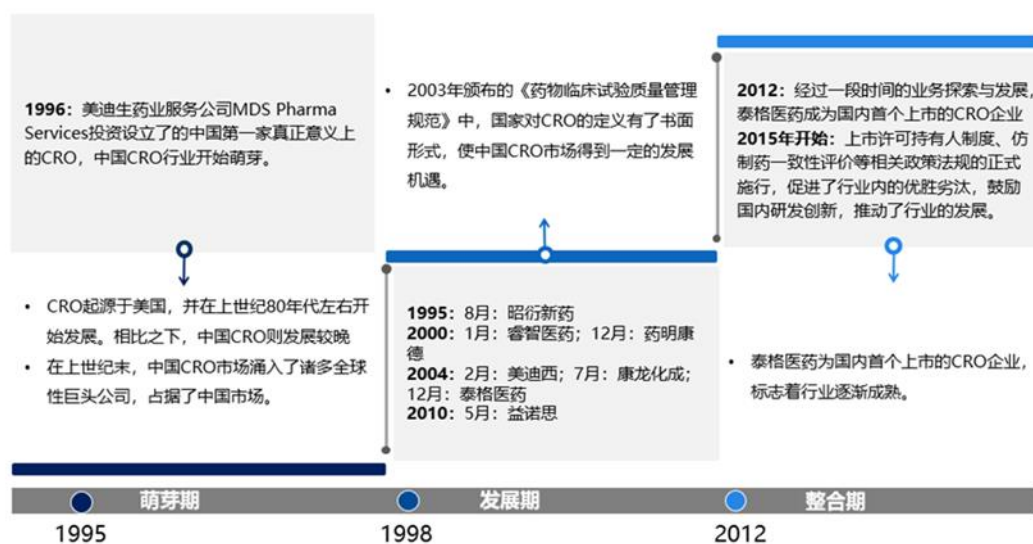 1996：美迪生药业服务公司MDS Pharma
Services投资设立了的中国第一家真正意义上
的CRO，中国CRO行业开始萌芽。
• CRO起源于美国，并在上世纪80年代左右开
始发展。相比之下，中国CRO则发展较晚
• 在上世纪末，中国CRO市场涌入了诸多全球
性巨头公司，占据了中国市场。
• 2003年颁布的《药物临床试验质量管理
规范》中，国家对CRO的定义有了书面
形式，使中国CRO市场得到一定的发展
机遇。
1995：8月：昭衍新药
2000：1月：睿智医药；12月：药明康
德
2004：2月：美迪西；7月：康龙化成；
12月：泰格医药
2010：5月：益诺思
2012：经过一段时间的业务探索与发展，
泰格医药成为国内首个上市的CRO企业
2015年开始：上市许可持有人制度、仿
制药一致性评价等相关政策法规的正式
施行，促进了行业内的优胜劣汰，鼓励
国内研发创新，推动了行业的发展。
• 泰格医药为国内首个上市的CRO企业，
标志着行业逐渐成熟。
萌芽期 发展期 整合期
1995 1998 2012